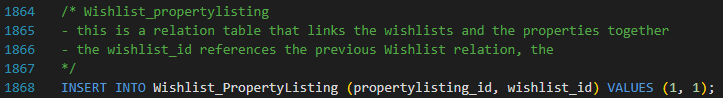 1864 /* Wishlist_propertylisting
1865 - this is a relation table that links the wishlists and the properties together
1866 - the wishlist_id references the previous Wishlist relation, the
1867 */
1868 INSERT INTO Wishlist_PropertyListing (propertylisting_id, wishlist_id) VALUES (1, 1);